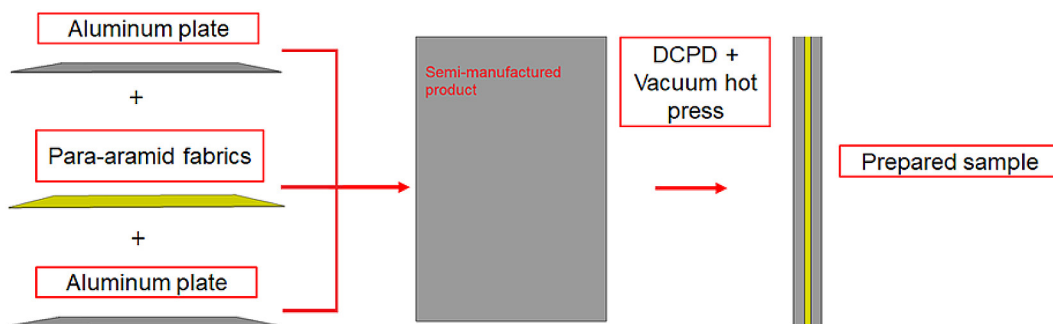 Aluminum plate
+
Para-aramid fabrics
+
Aluminum plate
Semi-manufactured
product
DCPD +
Vacuum hot
press
Prepared sample